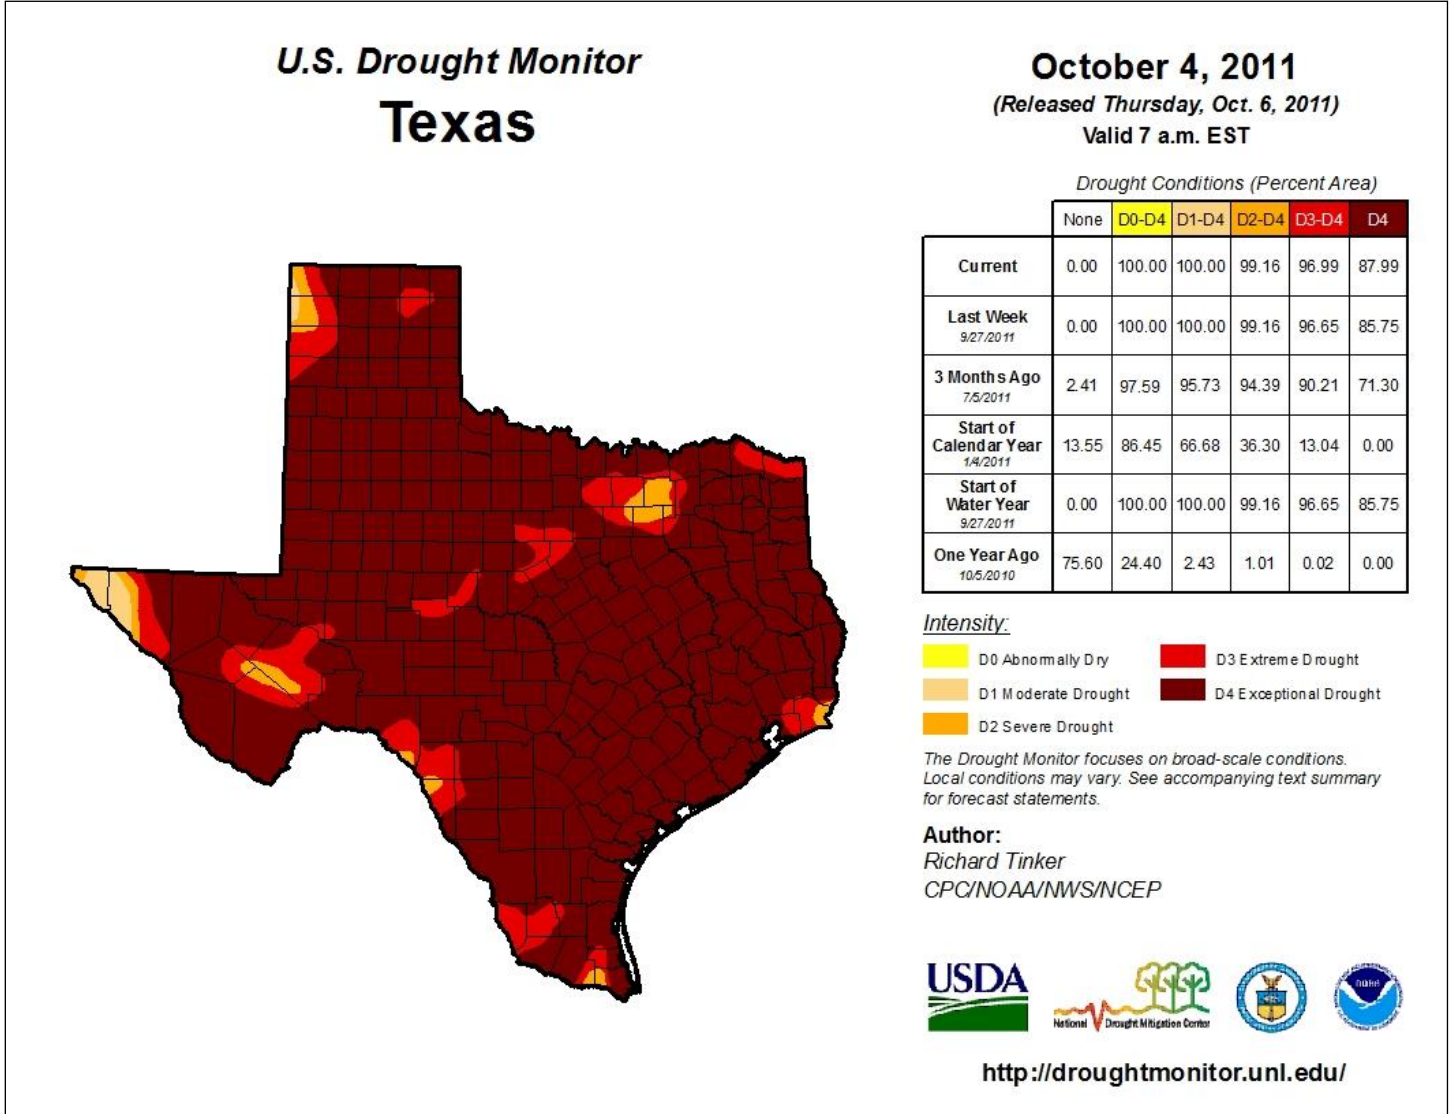 U.S. Drought Monitor
Texas
October 4, 2011
(Released Thursday, Oct. 6, 2011)
Valid 7 a.m. EST
Drought Conditions (Percent Area)
None D0-D4 D1-D4 D2-D4 D3-D4 D4
Current 0.00 100.00 100.00 99.16 96.99 87.99
Last Week
9/27/2011
0.00 100.00 100.00 99.16 96.65 85.75
3 Months Ago
7/5/2011
2.41 97.59 95.73 94.39 90.21 71.30
Start of
Calendar Year
1/4/2011
13.55 86.45 66.68 36.30 13.04 0.00
Start of
Water Year
9/27/2011
0.00 100.00 100.00 99.16 96.65 85.75
One Year Ago
10/5/2010
75.60 24.40 2.43 1.01 0.02 0.00
Intensity:
D0 Abnormally Dry
D1 Moderate Drought
D2 Severe Drought
D3 Extreme Drought
D4 Exceptional Drought
The Drought Monitor focuses on broad-scale conditions.
Local conditions may vary. See accompanying text summary
for forecast statements.
Author:
Richard Tinker
CPC/NOAA/NWS/NCEP
USDA
National Drought Mitigation Center
noaa
http://droughtmonitor.unl.edu/